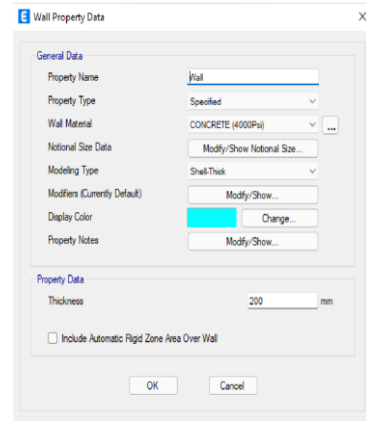 E Wall Property Data X
General Data
Property Name Wall
Property Type Specified
Wall Material CONCRETE (4000Psi) ...
Notional Size Data Modify/Show Notional Size...
Modeling Type Shell-Thick
Modifiers (Currently Default) Modify/Show...
Display Color Change...
Property Notes Modify/Show...
Property Data
Thickness 200 mm
Include Automatic Rigid Zone Area Over Wall
OK Cancel